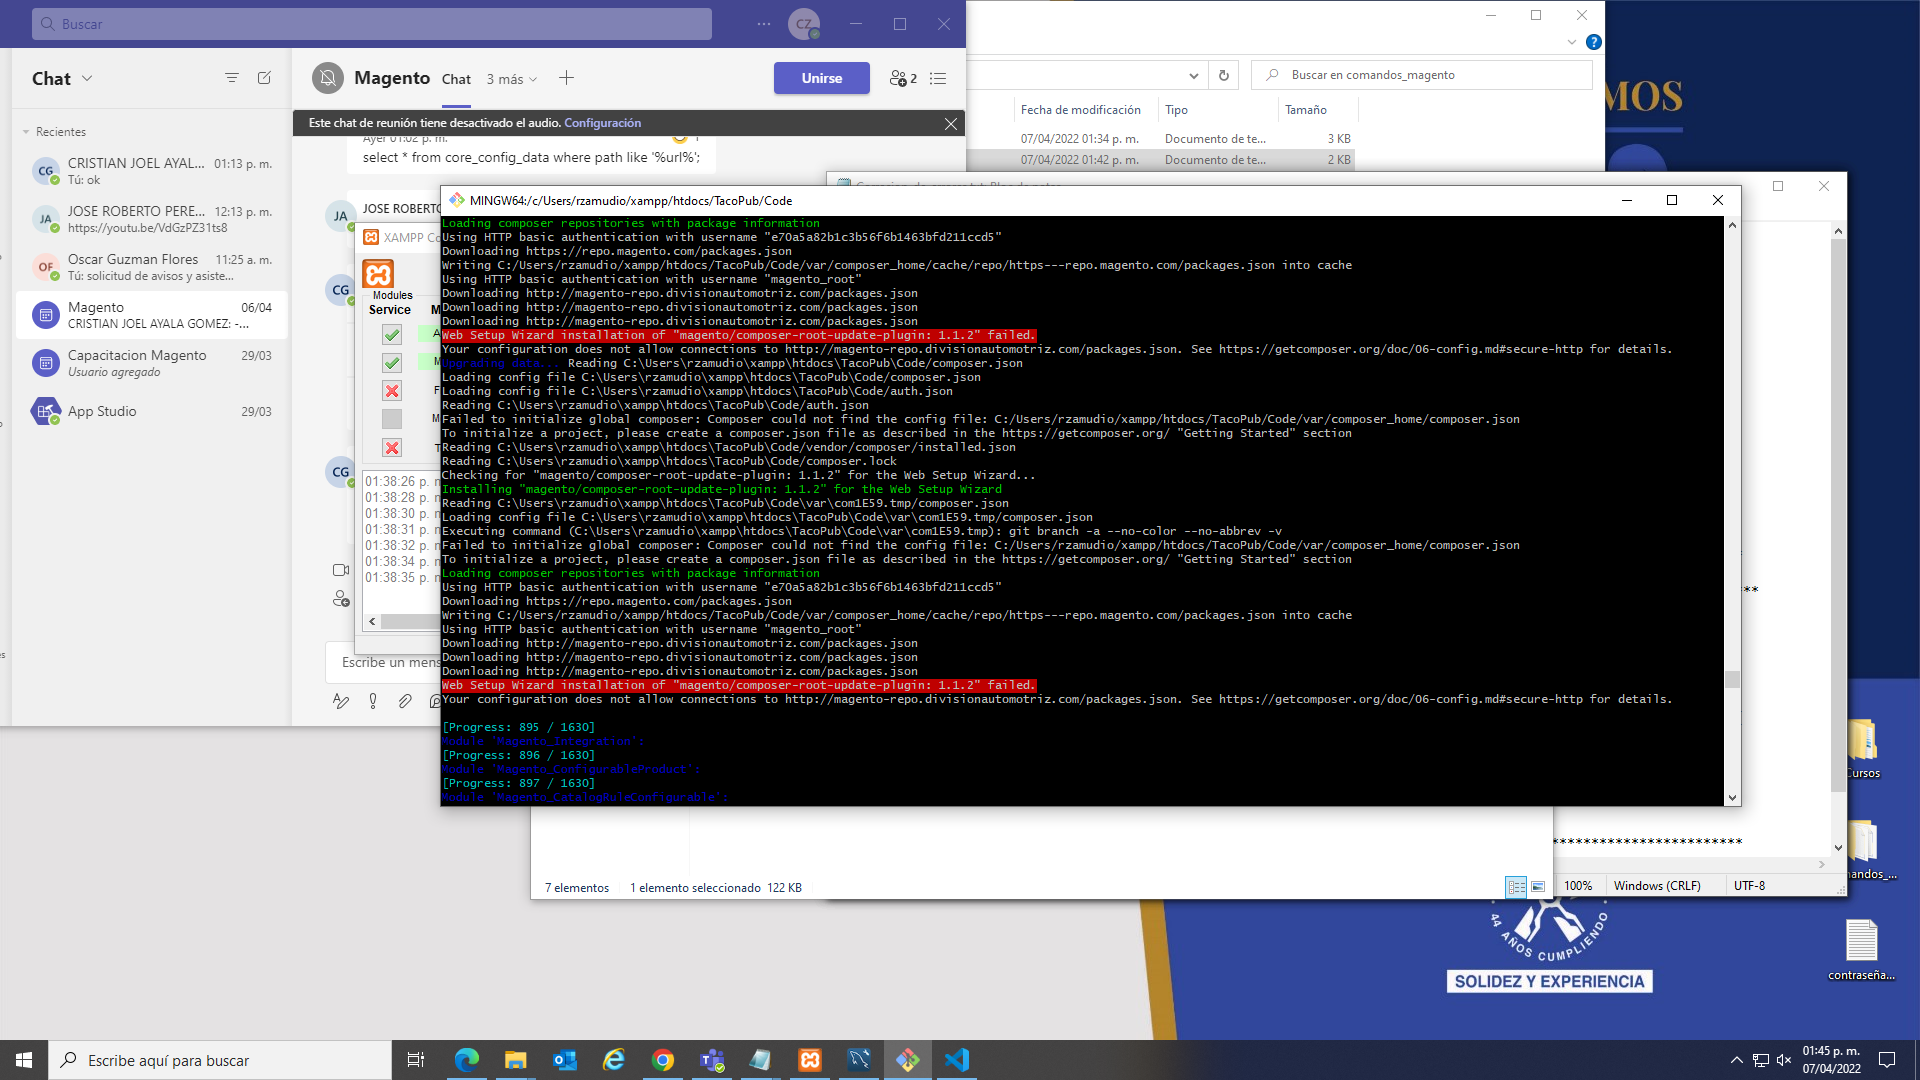 Buscar
CZ
Chat
Magento
Chat
3 más
Unirse
2
Recientes
CG
CRISTIAN JOEL AYAL...
01:13 p. m.
Tú: ok
JA
JOSE ROBERTO PERE...
12:13 p. m.
https://youtu.be/VdGzPZ31ts8
OF
Oscar Guzman Flores
11:25 a. m.
Tú: solicitud de avisos y asiste...
Magento
06/04
CRISTIAN JOEL AYALA GOMEZ: -...
Capacitacion Magento
29/03
Usuario agregado
App Studio
29/03
Este chat de reunión tiene desactivado el audio. Configuración
Ayer 01:02 p. m.
1
select * from core_config_data where path like '%url%';
JA
JOSE ROBERTO
CG
CG
Escribe un mens
XAMPP Co
Modules
Service
01:38:26 p.
01:38:28 p.
01:38:30 p.
01:38:31 p.
01:38:32 p.
01:38:34 p.
01:38:35 p.
Buscar en comandos_magento
Fecha de modificación
Tipo
Tamaño
07/04/2022 01:34 p. m.
Documento de te...
3 KB
07/04/2022 01:42 p. m.
Documento de te...
2 KB
MOS
MINGW64:/c/Users/rzamudio/xampp/htdocs/TacoPub/Code
Loading composer repositories with package information
Using HTTP basic authentication with username "e70a5a82b1c3b56f6b1463bfd211ccd5"
Downloading https://repo.magento.com/packages.json
Writing C:/Users/rzamudio/xampp/htdocs/TacoPub/Code/var/composer_home/cache/repo/https---repo.magento.com/packages.json into cache
Using HTTP basic authentication with username "magento_root"
Downloading http://magento-repo.divisionautomotriz.com/packages.json
Downloading http://magento-repo.divisionautomotriz.com/packages.json
Downloading http://magento-repo.divisionautomotriz.com/packages.json
Web Setup Wizard installation of "magento/composer-root-update-plugin: 1.1.2" failed.
Your configuration does not allow connections to http://magento-repo.divisionautomotriz.com/packages.json. See https://getcomposer.org/doc/06-config.md#secure-http for details.
Upgrading data... Reading C:\Users\rzamudio\xampp\htdocs\TacoPub\Code/composer.json
Loading config file C:\Users\rzamudio\xampp\htdocs\TacoPub\Code/composer.json
Loading config file C:\Users\rzamudio\xampp\htdocs\TacoPub\Code/auth.json
Reading C:\Users\rzamudio\xampp\htdocs\TacoPub\Code/auth.json
Failed to initialize global composer: Composer could not find the config file: C:/Users/rzamudio/xampp/htdocs/TacoPub/Code/var/composer_home/composer.json
To initialize a project, please create a composer.json file as described in the https://getcomposer.org/ "Getting Started" section
Reading C:\Users\rzamudio\xampp\htdocs\TacoPub\Code/vendor/composer/installed.json
Reading C:\Users\rzamudio\xampp\htdocs\TacoPub\Code/composer.lock
Checking for "magento/composer-root-update-plugin: 1.1.2" for the Web Setup Wizard...
Installing "magento/composer-root-update-plugin: 1.1.2" for the Web Setup Wizard
Reading C:\Users\rzamudio\xampp\htdocs\TacoPub\Code\var\com1E59.tmp/composer.json
Loading config file C:\Users\rzamudio\xampp\htdocs\TacoPub\Code\var\com1E59.tmp/composer.json
Executing command (C:\Users\rzamudio\xampp\htdocs\TacoPub\Code\var\com1E59.tmp): git branch -a --no-color --no-abbrev -v
Failed to initialize global composer: Composer could not find the config file: C:/Users/rzamudio/xampp/htdocs/TacoPub/Code/var/composer_home/composer.json
To initialize a project, please create a composer.json file as described in the https://getcomposer.org/ "Getting Started" section
Loading composer repositories with package information
Using HTTP basic authentication with username "e70a5a82b1c3b56f6b1463bfd211ccd5"
Downloading https://repo.magento.com/packages.json
Writing C:/Users/rzamudio/xampp/htdocs/TacoPub/Code/var/composer_home/cache/repo/https---repo.magento.com/packages.json into cache
Using HTTP basic authentication with username "magento_root"
Downloading http://magento-repo.divisionautomotriz.com/packages.json
Downloading http://magento-repo.divisionautomotriz.com/packages.json
Downloading http://magento-repo.divisionautomotriz.com/packages.json
Web Setup Wizard installation of "magento/composer-root-update-plugin: 1.1.2" failed.
Your configuration does not allow connections to http://magento-repo.divisionautomotriz.com/packages.json. See https://getcomposer.org/doc/06-config.md#secure-http for details.
[Progress: 895 / 1630]
Module 'Magento_Integration':
[Progress: 896 / 1630]
Module 'Magento_ConfigurableProduct':
[Progress: 897 / 1630]
Module 'Magento_CatalogRuleConfigurable':
**
************************
7 elementos
1 elemento seleccionado 122 KB
100%
Windows (CRLF)
UTF-8
Cursos
mandos_...
contraseña...
44 AÑOS CUMPLIENDO
SOLIDEZ Y EXPERIENCIA
Escribe aquí para buscar
01:45 p. m.
07/04/2022